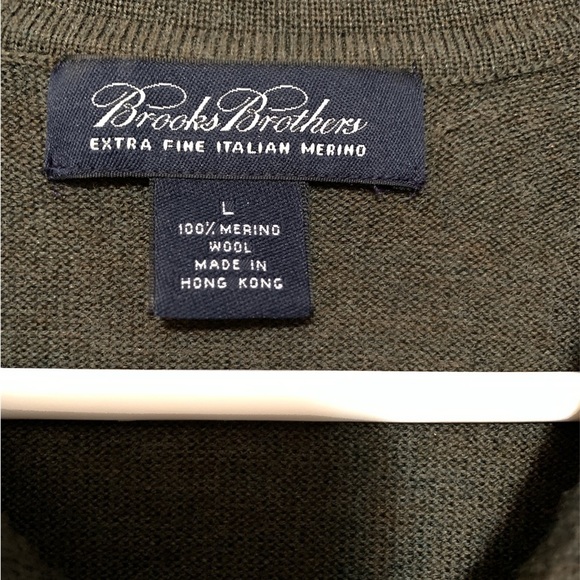 Brooks Brothers
EXTRA FINE ITALIAN MERINO
L
100% MERINO
WOOL
MADE IN
HONG KONG